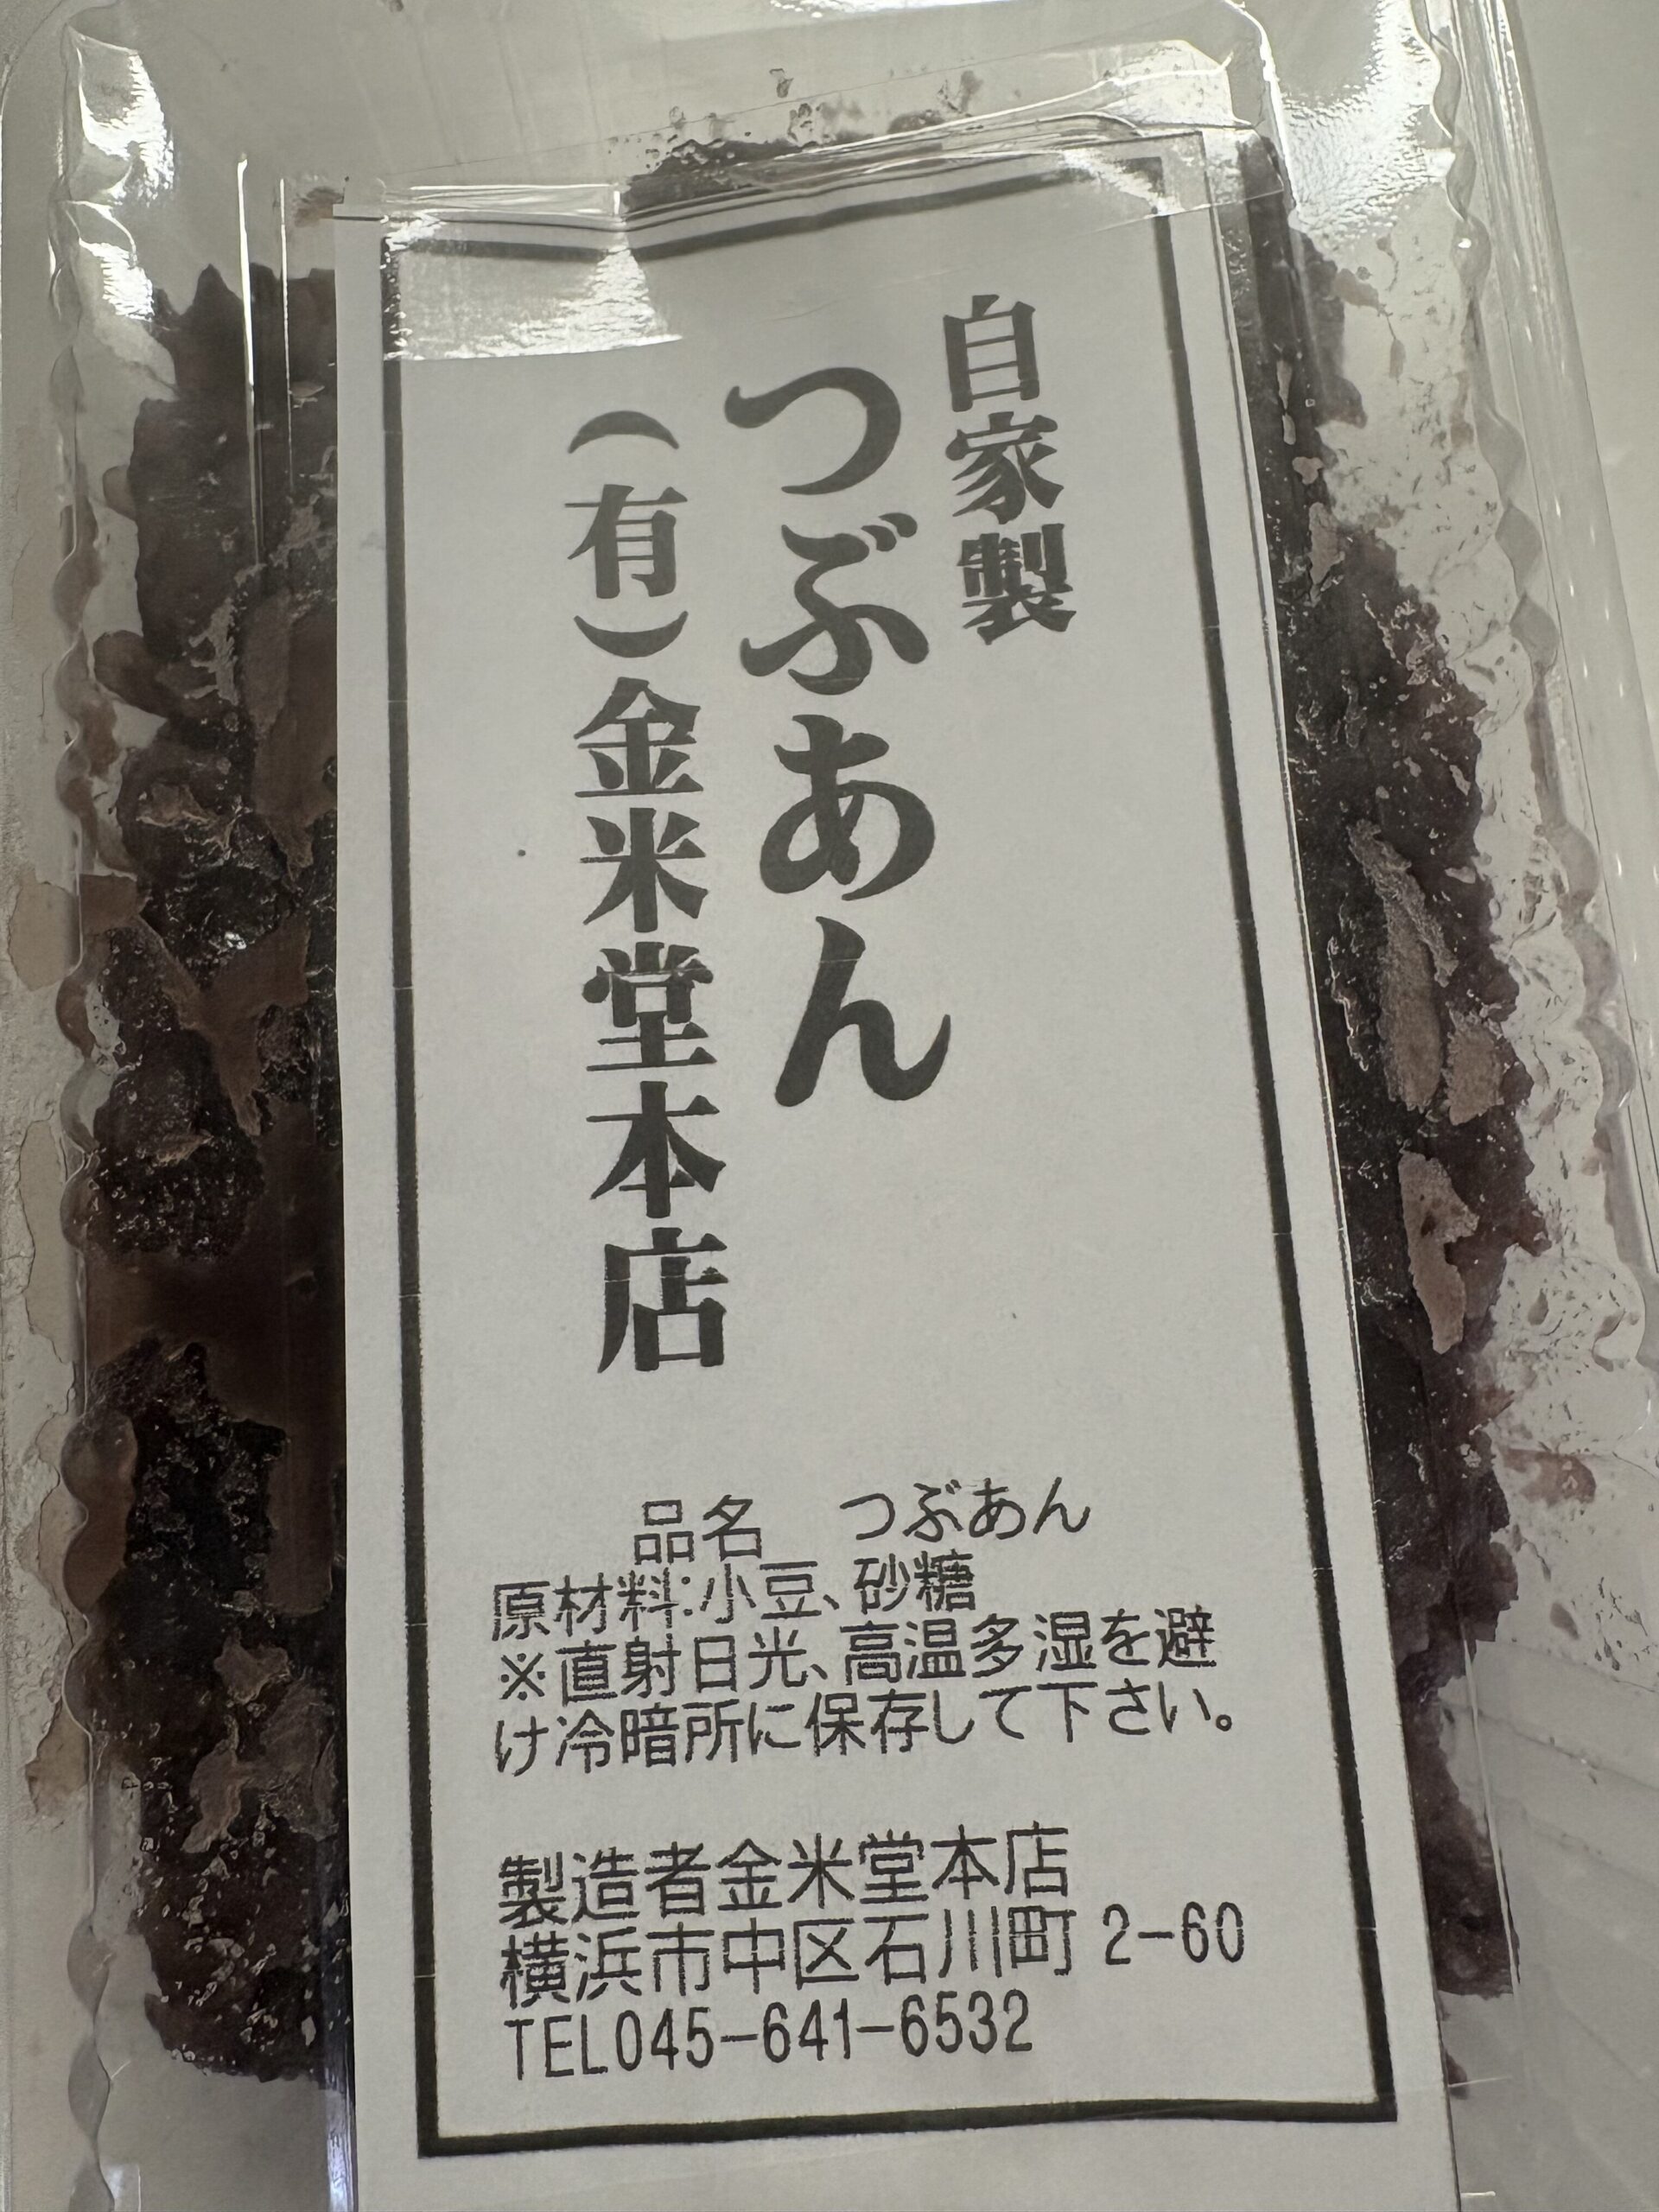 自家製
つぶあん
（有）金米堂本店
品名　つぶあん
原材料:小豆、砂糖
※直射日光、高温多湿を避
け冷暗所に保存して下さい。
製造者金米堂本店
横浜市中区石川町 2-60
TEL045-641-6532